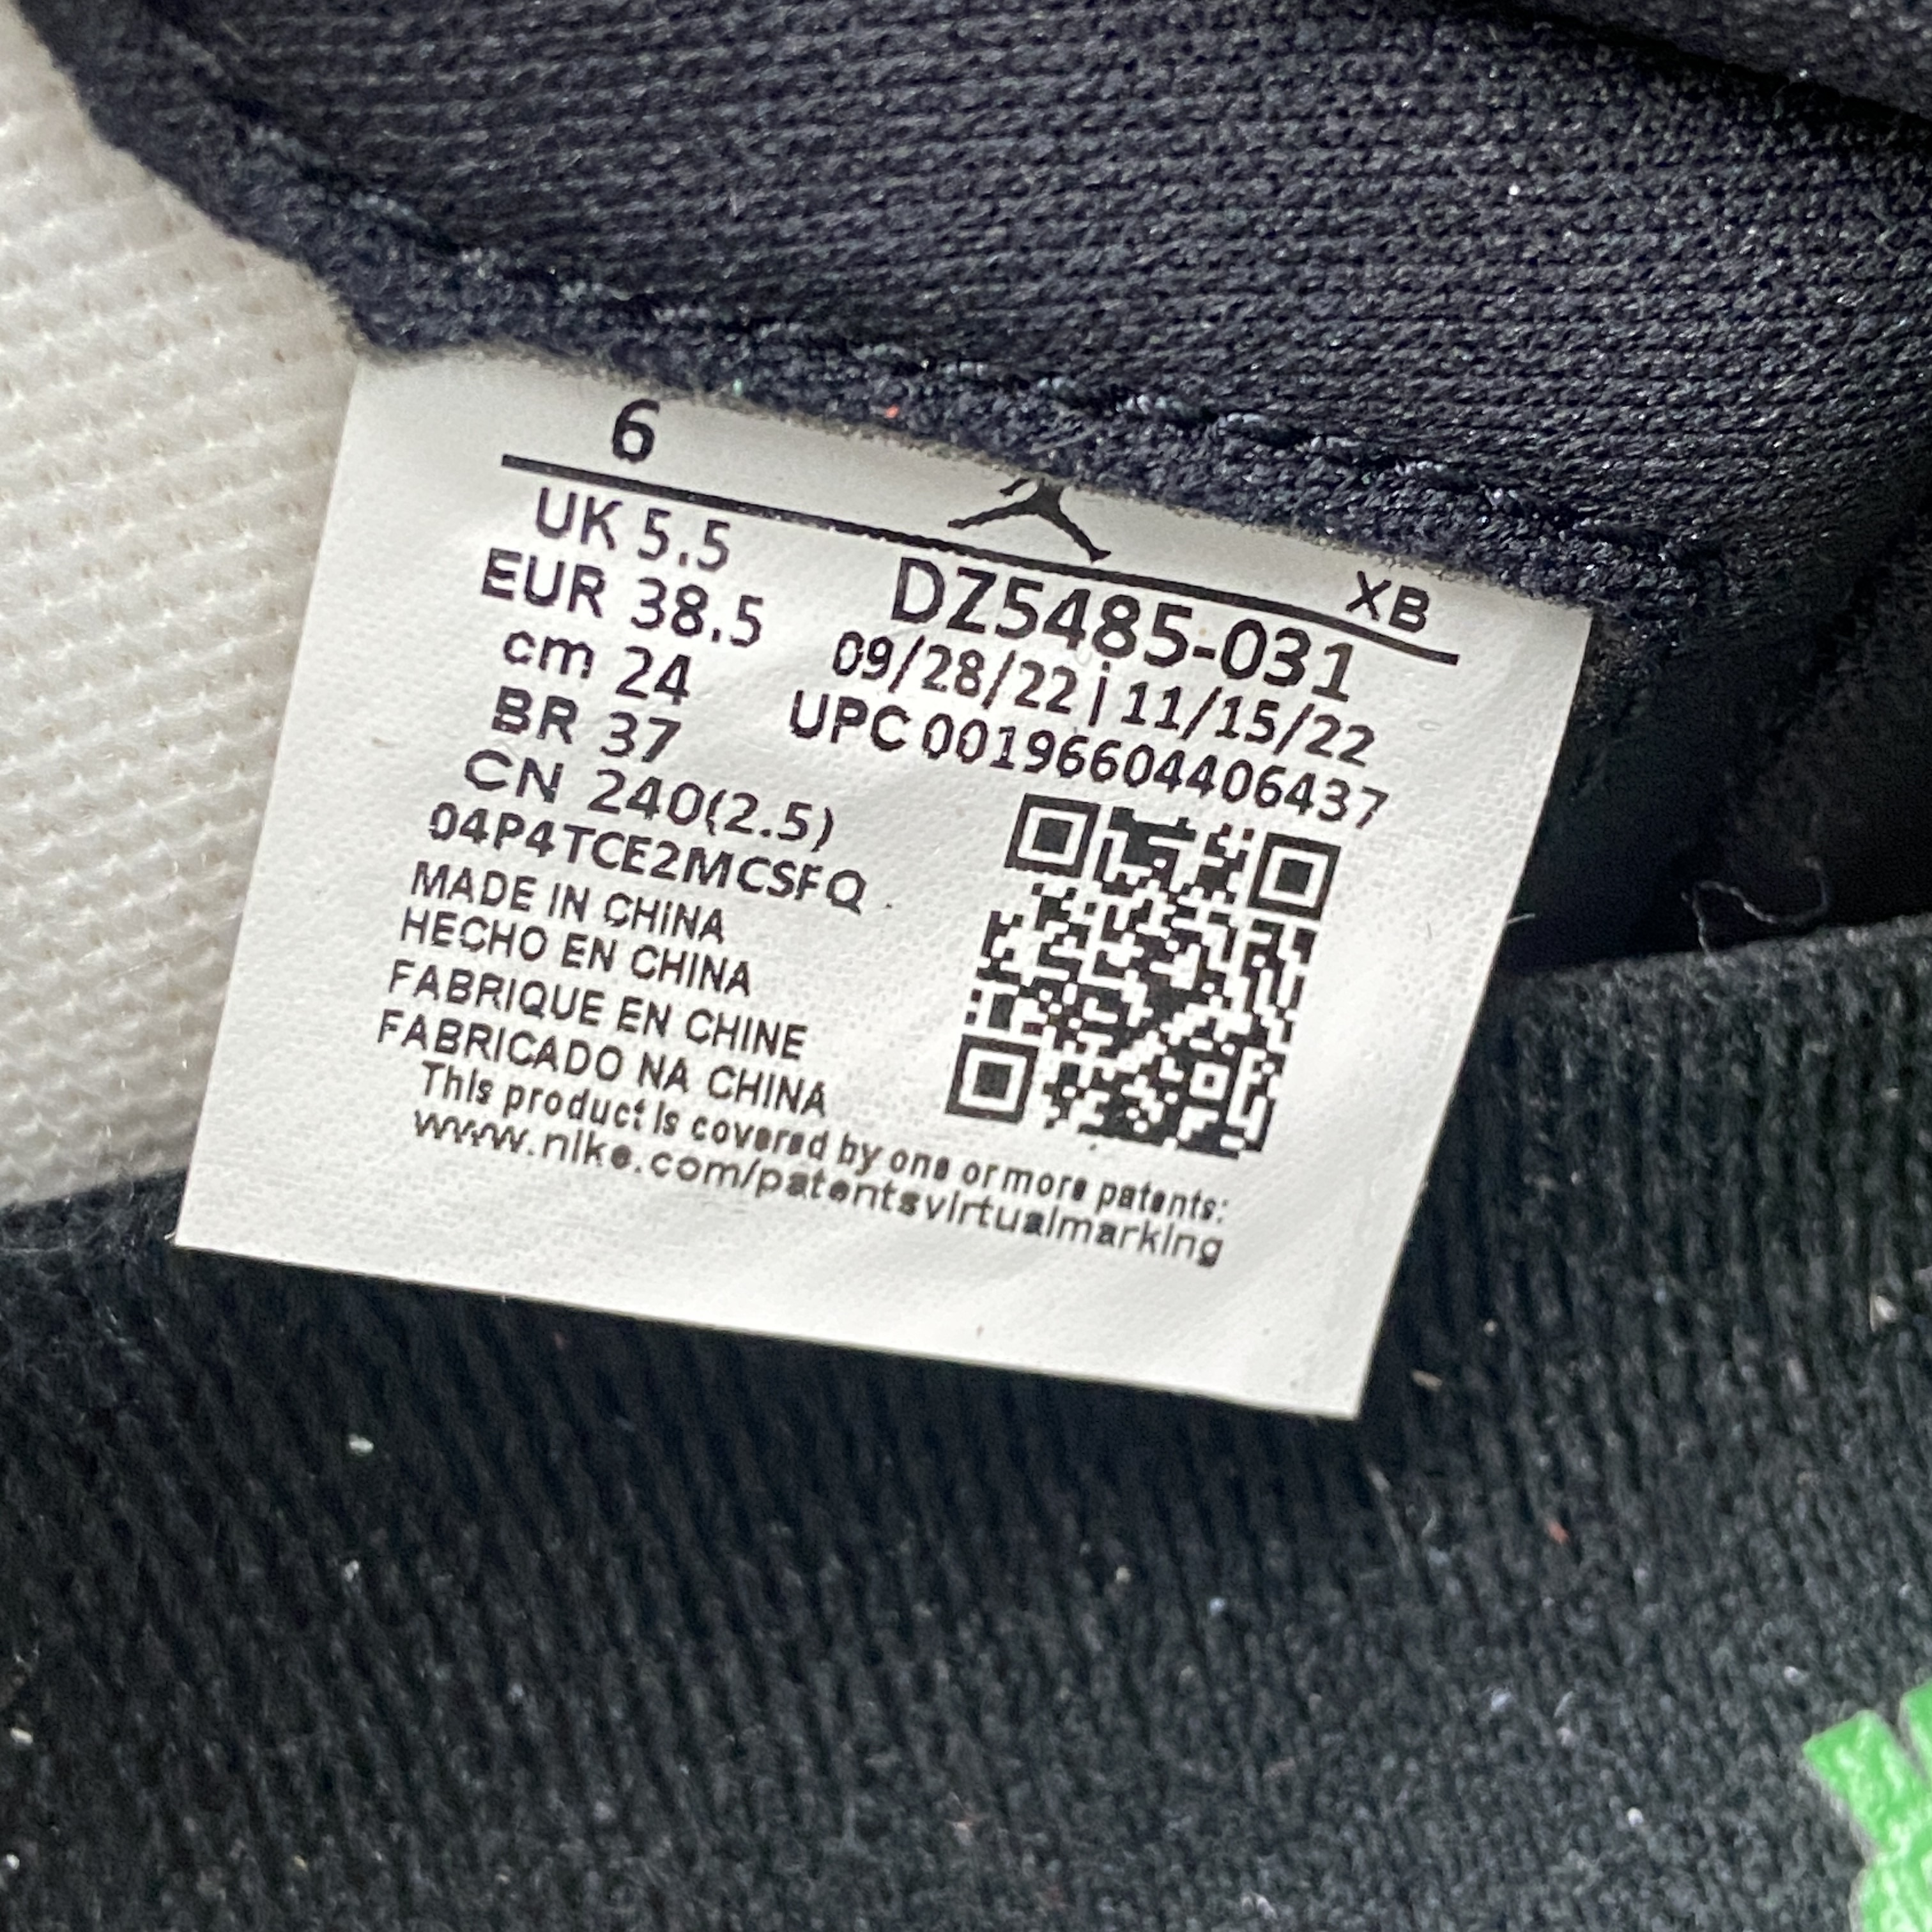 6
XB
UK 5.5
EUR 38.5
cm 24
BR 37
CN 240(2.5)
04P4TCE2MCSFQ
DZ5485-031
09/28/22 | 11/15/22
UPC 00196604406437
MADE IN CHINA
HECHO EN CHINA
FABRIQUE EN CHINE
FABRICADO NA CHINA
This product is covered by one or more patents:
www.nike.com/patentsvirtualmarking